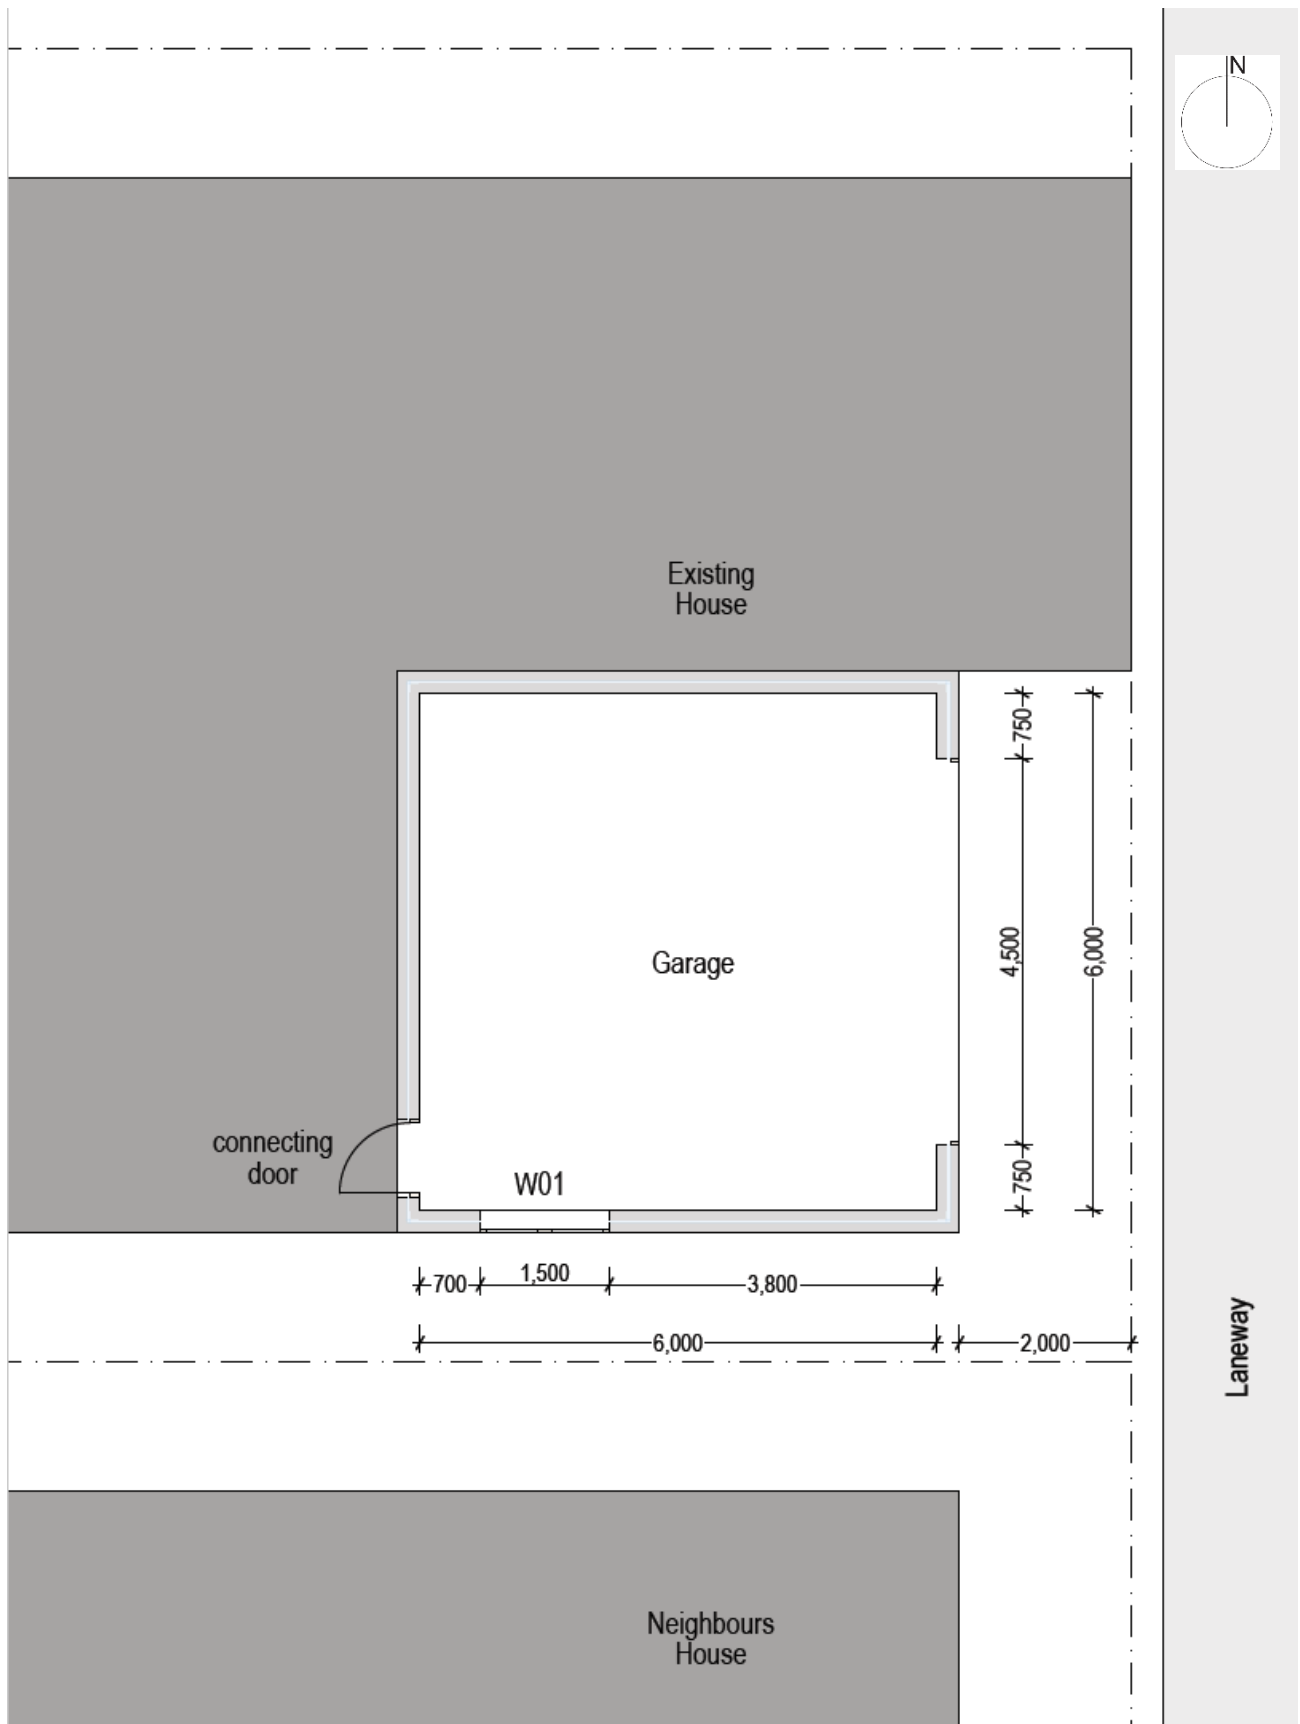 N
Existing
House
750
4,500
6,000
Garage
connecting
door
W01
750
700
1,500
3,800
6,000
2,000
Laneway
Neighbours
House